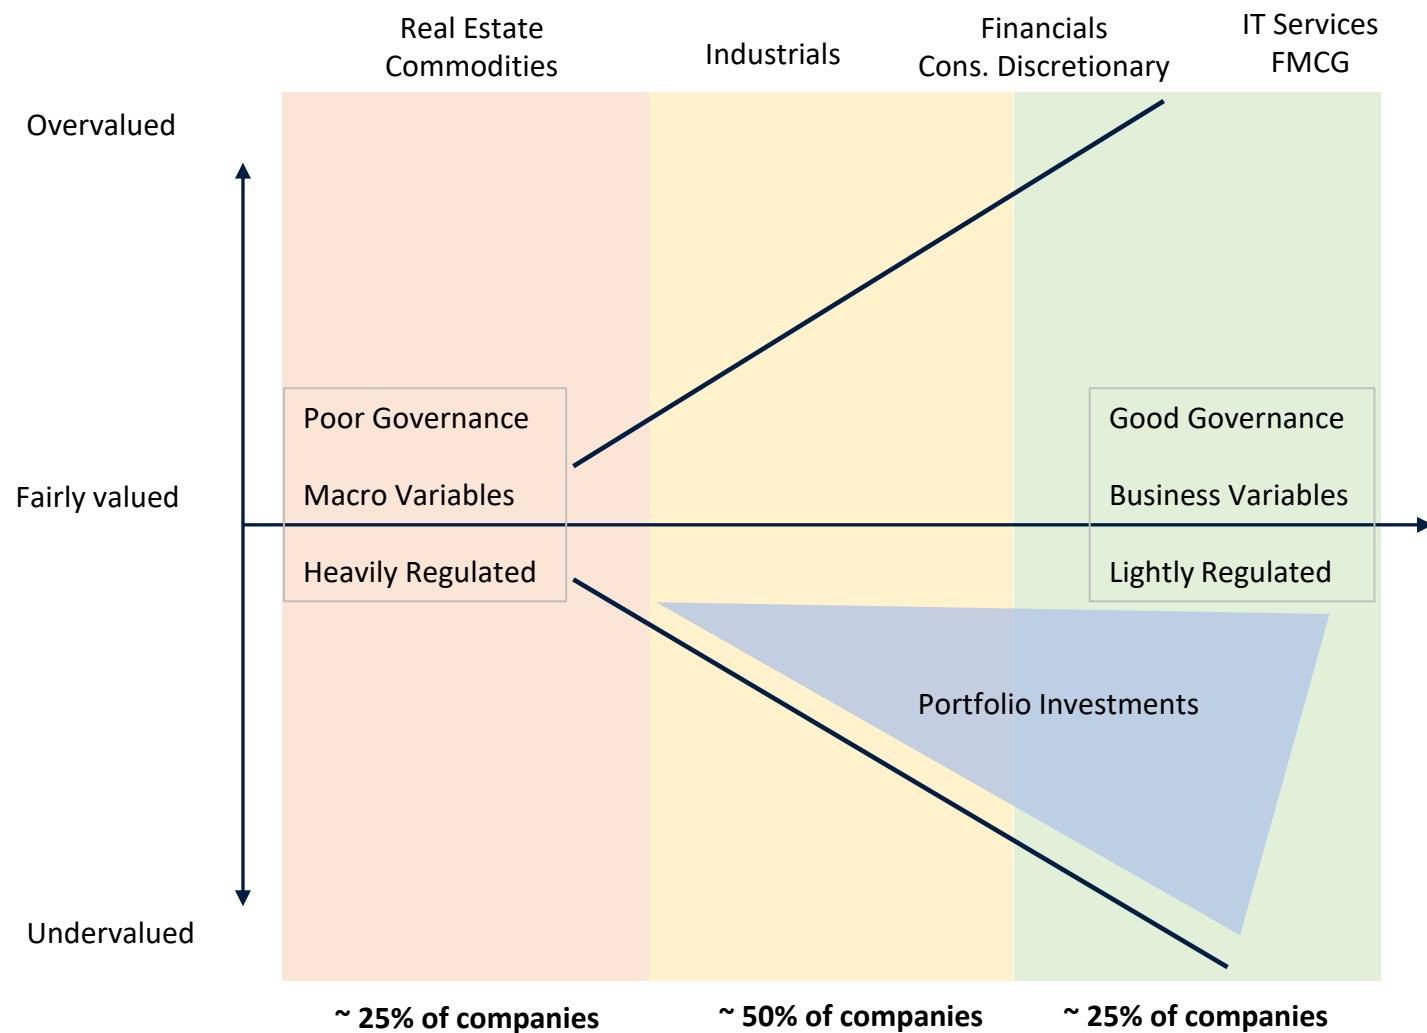 Real Estate
Commodities
Industrials
Financials
Cons. Discretionary
IT Services
FMCG
Overvalued
Poor Governance
Good Governance
Fairly valued
Macro Variables
Business Variables
Heavily Regulated
Lightly Regulated
Portfolio Investments
Undervalued
~ 25% of companies
~ 50% of companies
~ 25% of companies